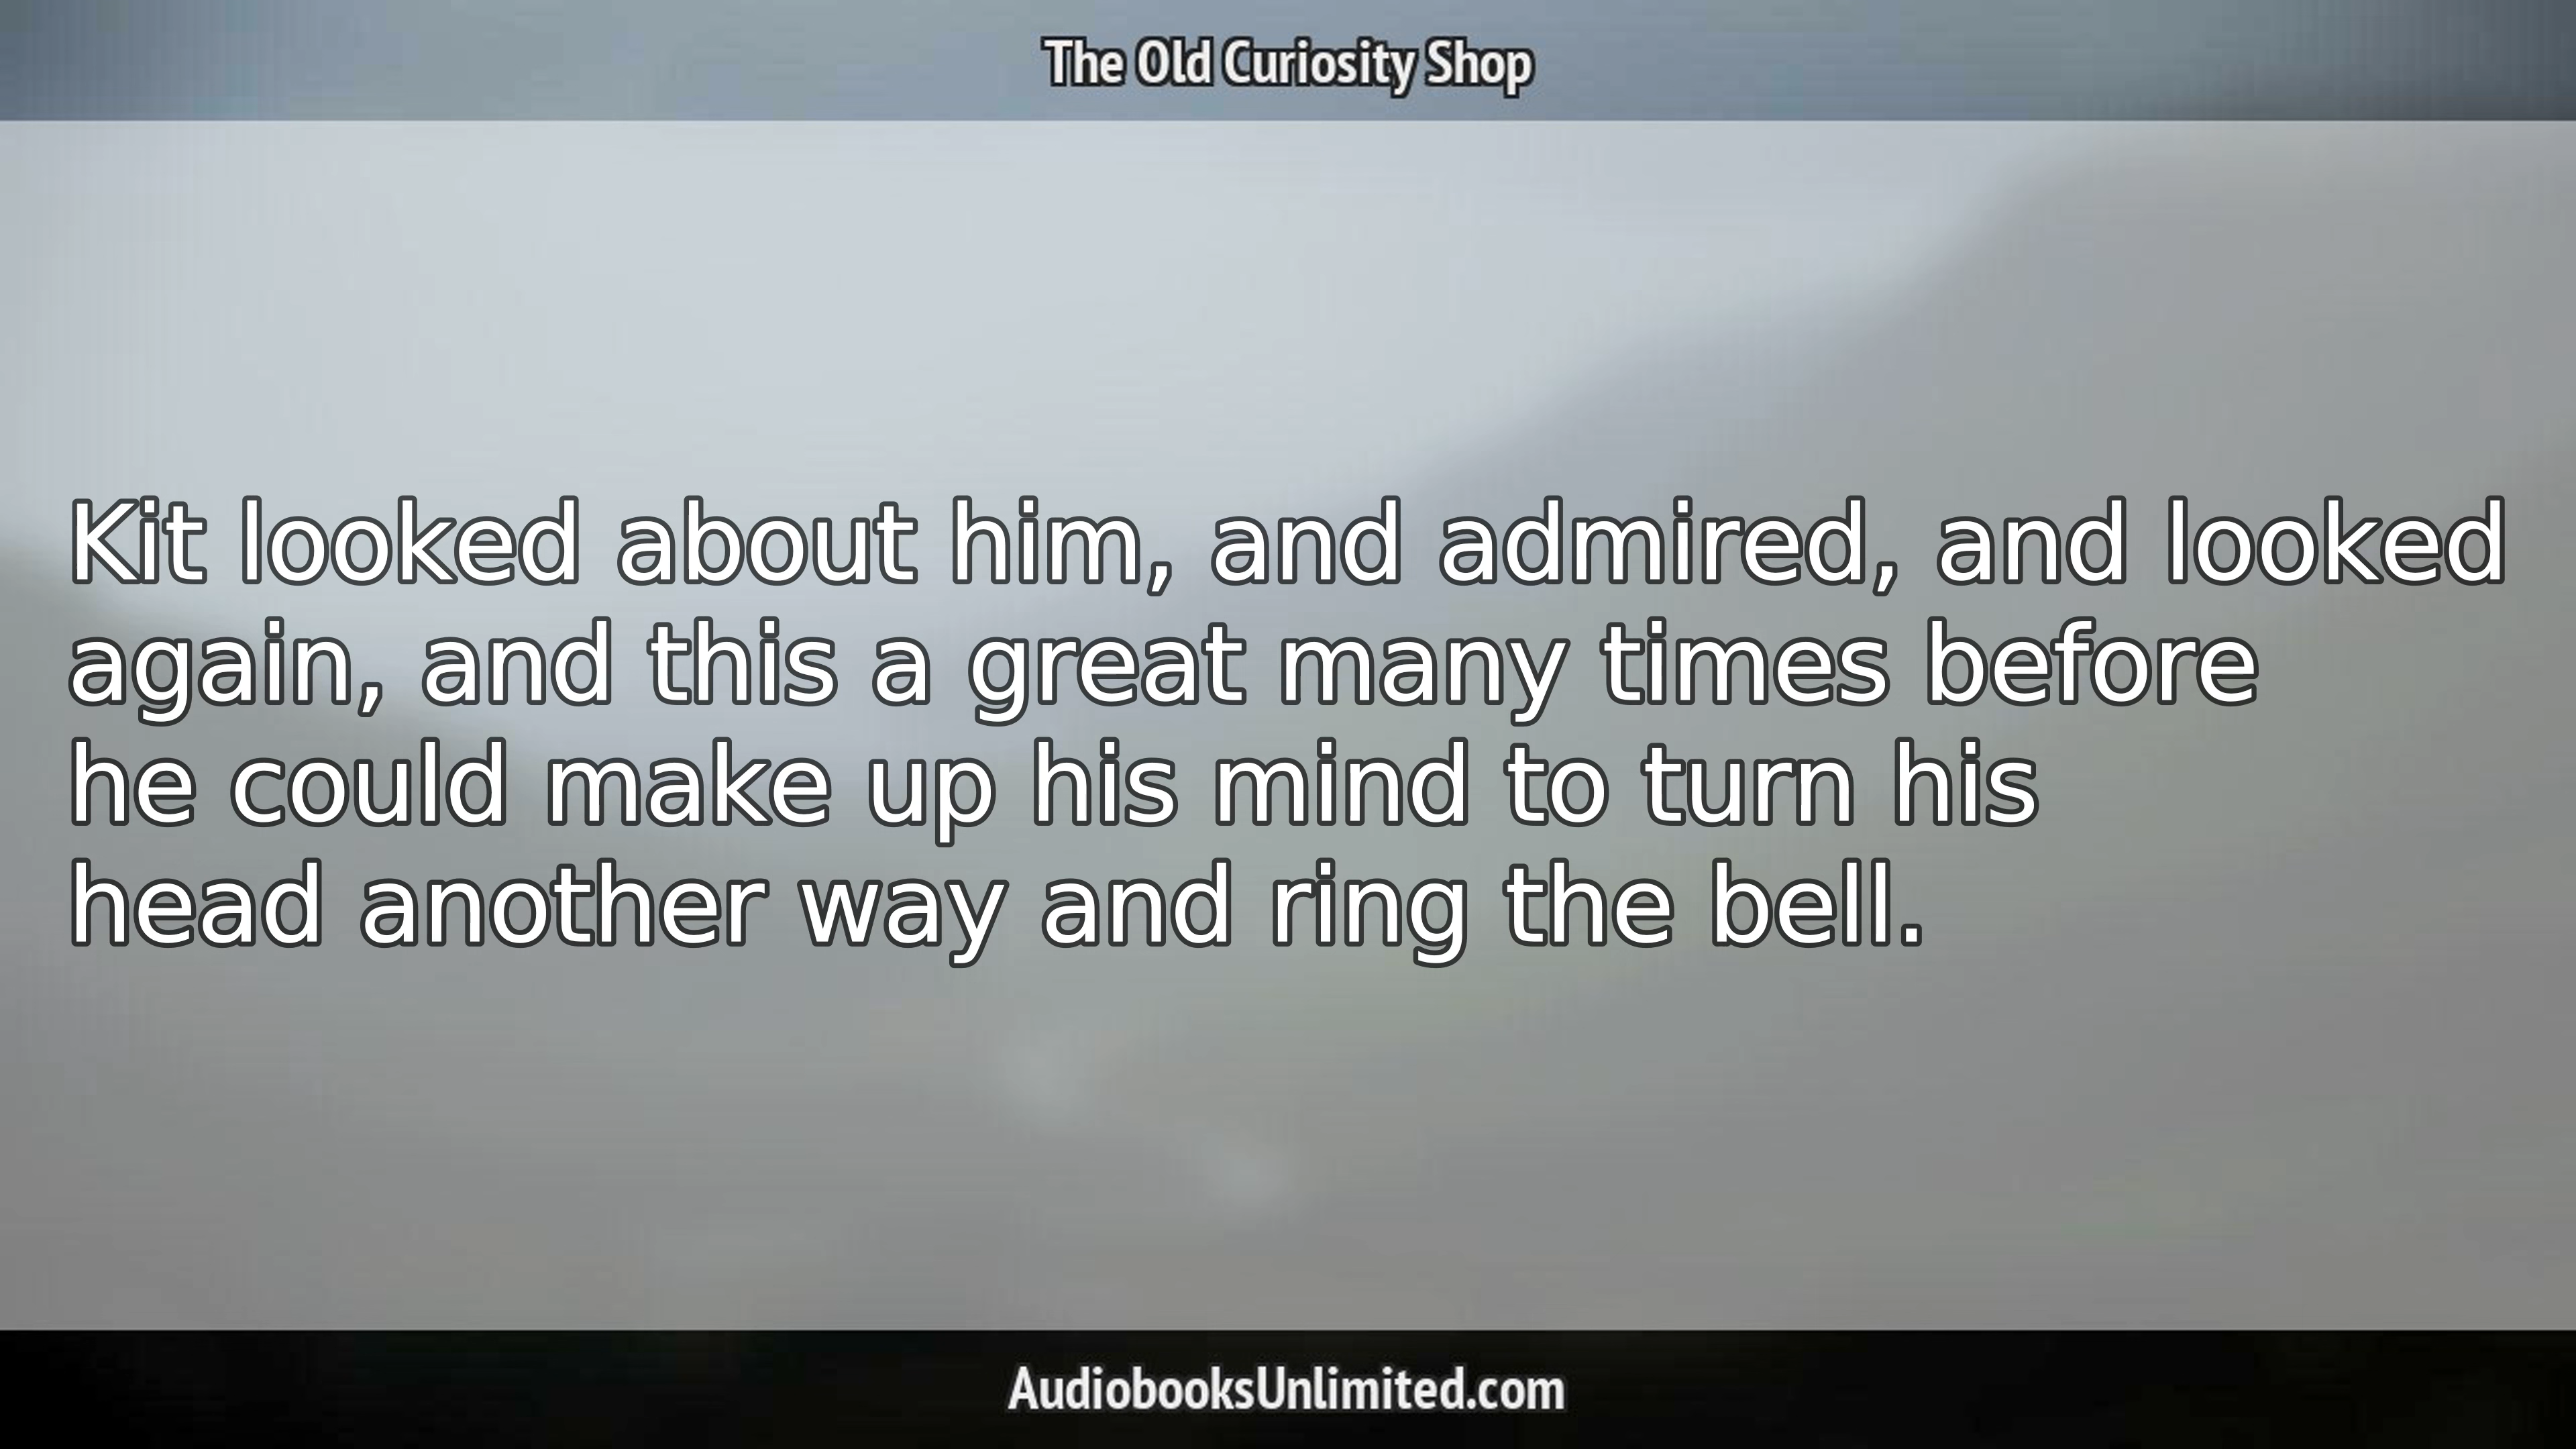 The Old Curiosity Shop
Kit looked about him, and admired, and looked
again, and this a great many times before
he could make up his mind to turn his
head another way and ring the bell.
AudiobooksUnlimited.com